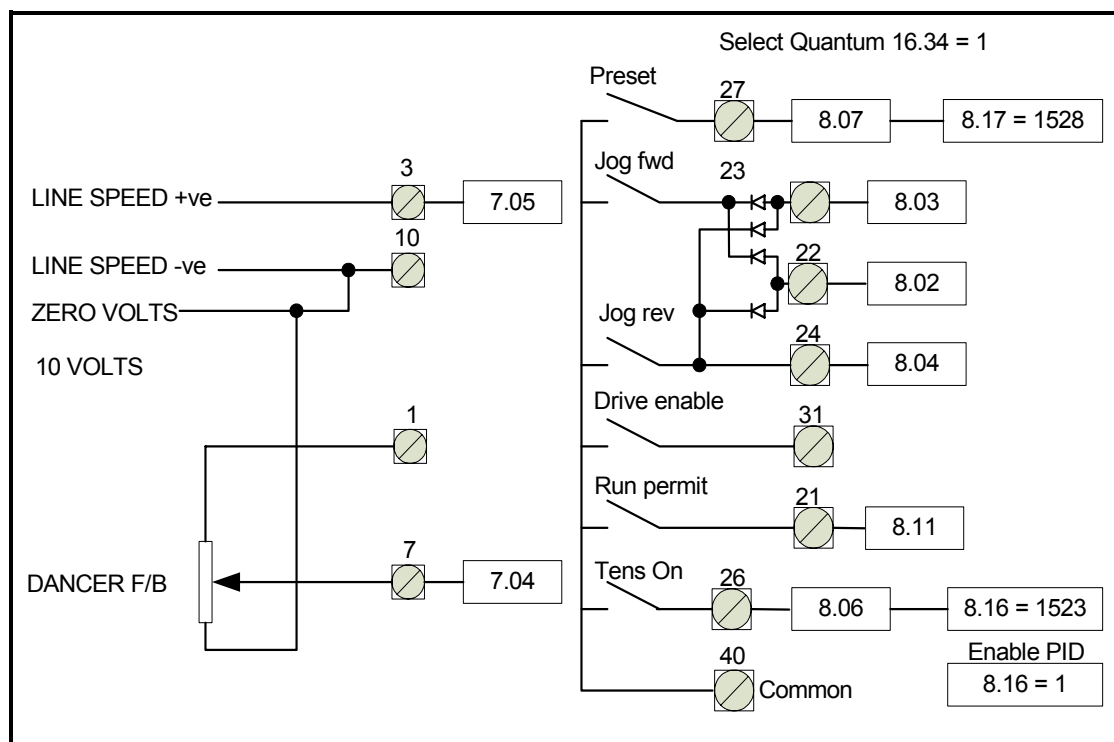 Select Quantum 16.34 = 1
Preset
27
8.07
8.17 = 1528
Jog fwd
23
3
LINE SPEED +ve
7.05
8.03
10
LINE SPEED -ve
22
8.02
ZERO VOLTS
Jog rev
10 VOLTS
24
8.04
Drive enable
1
31
Run permit
21
8.11
7
DANCER F/B
7.04
Tens On
26
8.06
8.16 = 1523
Enable PID
40
Common
8.16 = 1